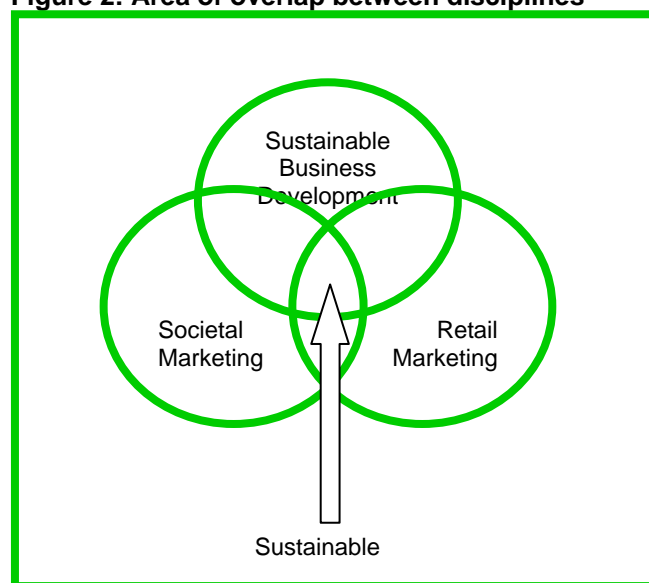 Figure 2: Area of overlap between disciplines
Sustainable
Business
Development
Societal
Marketing
Retail
Marketing
Sustainable